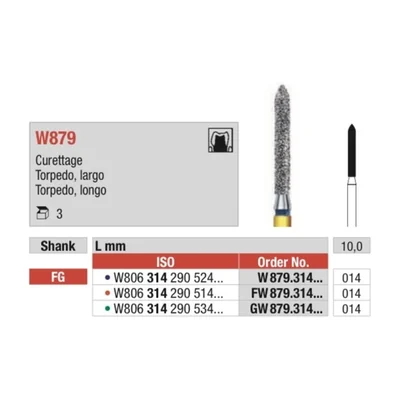 W879
Curettage
Torpedo, largo
Torpedo, longo
3
Shank L mm 10,0
ISO Order No.
FG W806 314 290 524... W879.314... 014
W806 314 290 514... FW879.314... 014
W806 314 290 534... GW879.314... 014